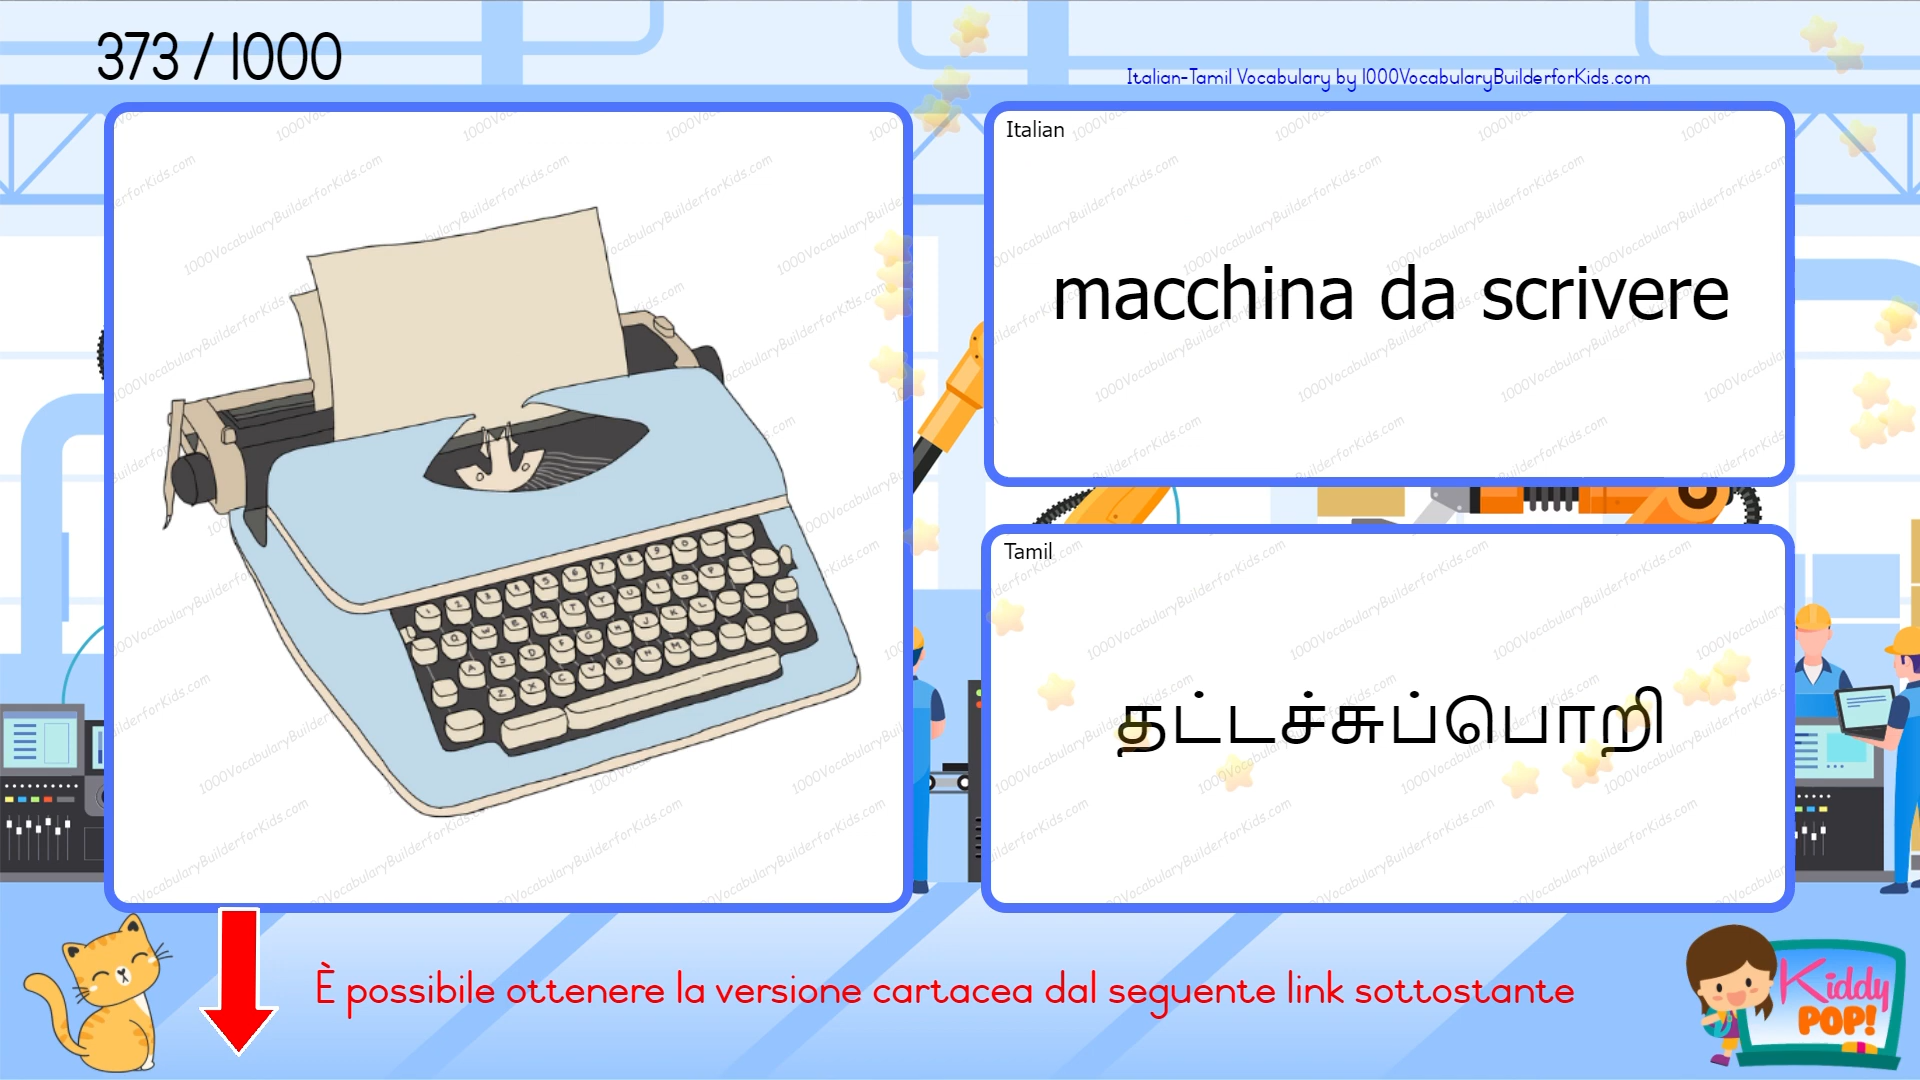 373 / 1000
Italian-Tamil Vocabulary by 1000VocabularyBuilderforKids.com
Italian
macchina da scrivere
Tamil
தட்டச்சுப்பொறி
È possibile ottenere la versione cartacea dal seguente link sottostante
Kiddy
POP!